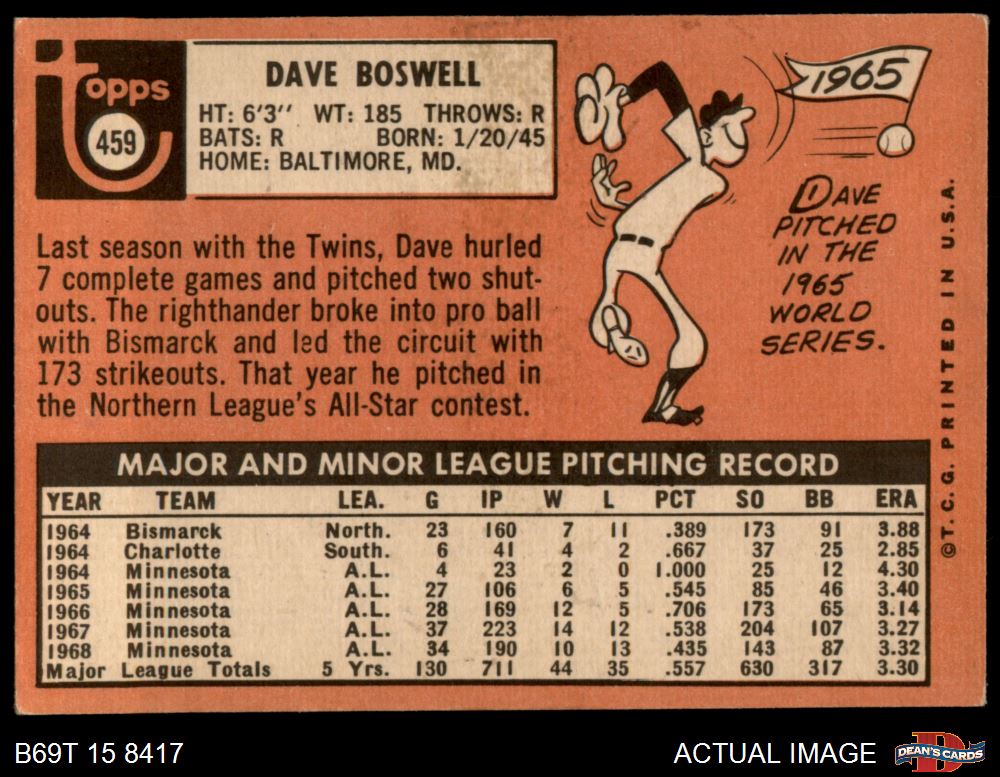 Topps
459
DAVE BOSWELL
HT: 6'3'' WT: 185 THROWS: R
BATS: R BORN: 1/20/45
HOME: BALTIMORE, MD.
Last season with the Twins, Dave hurled
7 complete games and pitched two shut-
outs. The righthander broke into pro ball
with Bismarck and led the circuit with
173 strikeouts. That year he pitched in
the Northern League's All-Star contest.
1965
DAVE
PITCHED
IN THE
1965
WORLD
SERIES.
©T.C.G. PRINTED IN U.S.A.
MAJOR AND MINOR LEAGUE PITCHING RECORD
YEAR TEAM LEA. G IP W L PCT SO BB ERA
1964 Bismarck North. 23 160 7 11 .389 173 91 3.88
1964 Charlotte South. 6 41 4 2 .667 37 25 2.85
1964 Minnesota A.L. 4 23 2 0 1.000 25 12 4.30
1965 Minnesota A.L. 27 106 6 5 .545 85 46 3.40
1966 Minnesota A.L. 28 169 12 5 .706 173 65 3.14
1967 Minnesota A.L. 37 223 14 12 .538 204 107 3.27
1968 Minnesota A.L. 34 190 10 13 .435 143 87 3.32
Major League Totals 5 Yrs. 130 711 44 35 .557 630 317 3.30
B69T 15 8417
ACTUAL IMAGE
D
DEAN'S CARDS